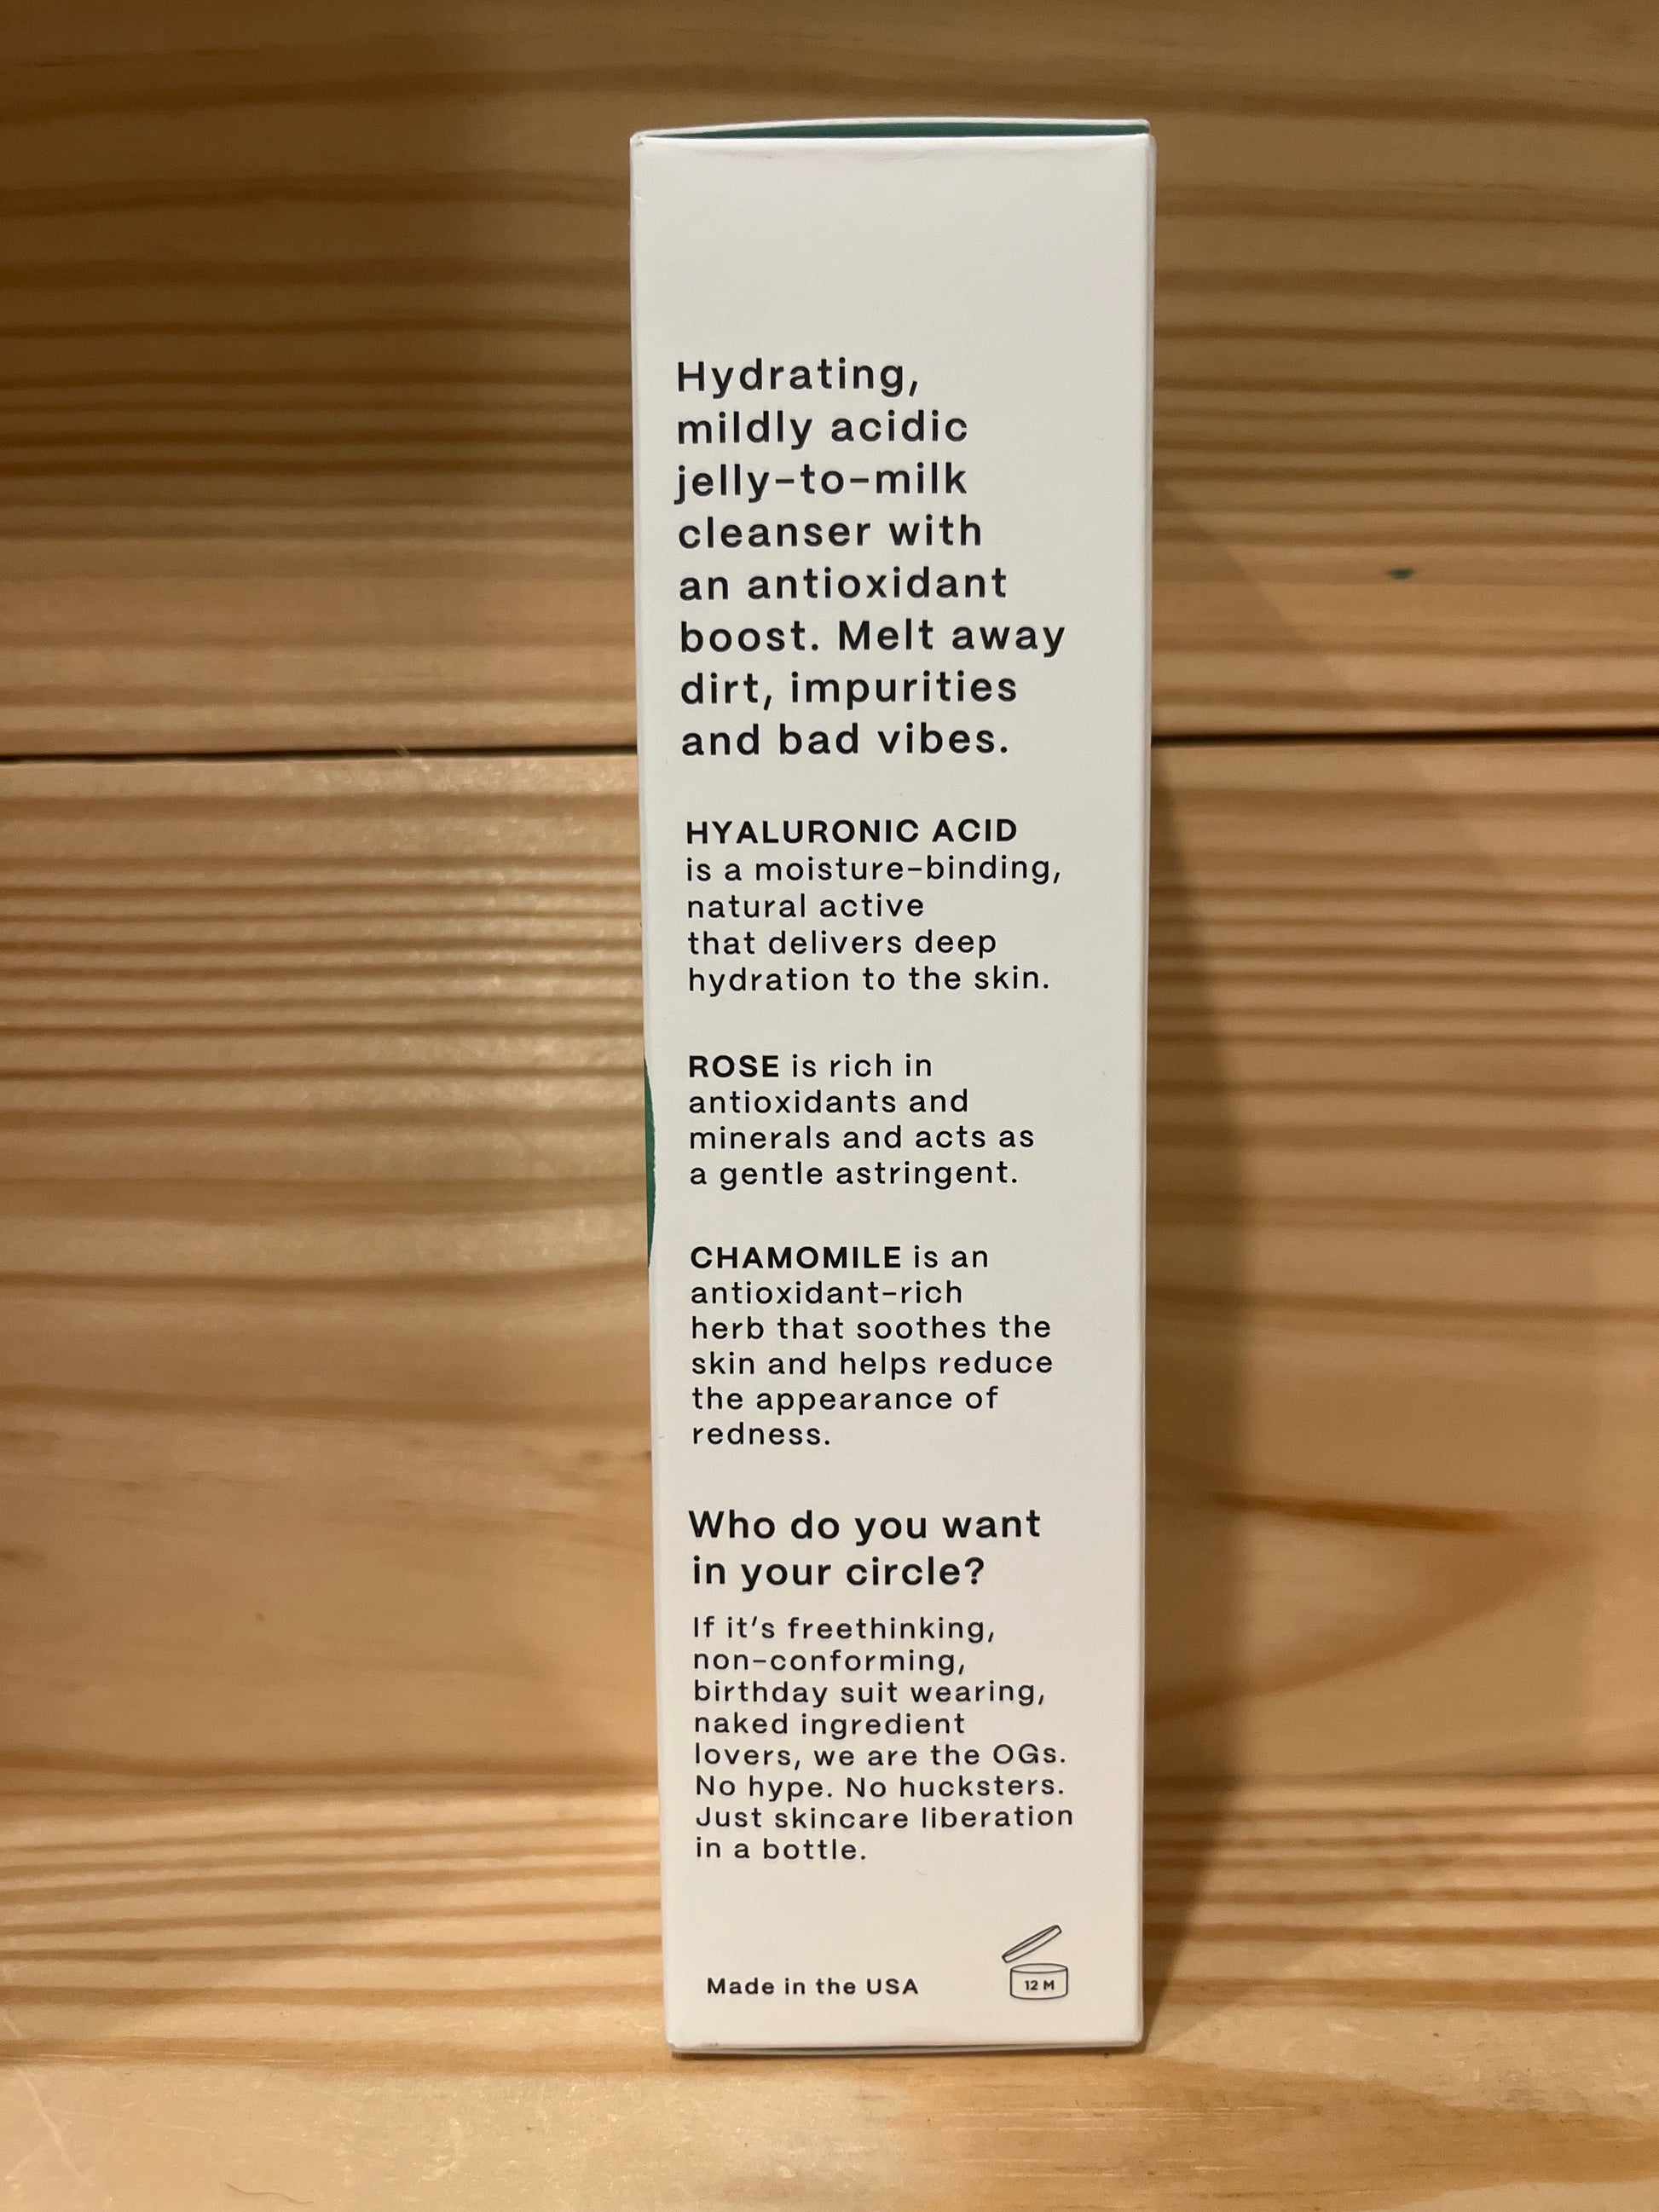 Hydrating,
mildly acidic
jelly-to-milk
cleanser with
an antioxidant
boost. Melt away
dirt, impurities
and bad vibes.
HYALURONIC ACID
is a moisture-binding,
natural active
that delivers deep
hydration to the skin.
ROSE is rich in
antioxidants and
minerals and acts as
a gentle astringent.
CHAMOMILE is an
antioxidant-rich
herb that soothes the
skin and helps reduce
the appearance of
redness.
Who do you want
in your circle?
If it's freethinking,
non-conforming,
birthday suit wearing,
naked ingredient
lovers, we are the OGs.
No hype. No hucksters.
Just skincare liberation
in a bottle.
Made in the USA
12 M